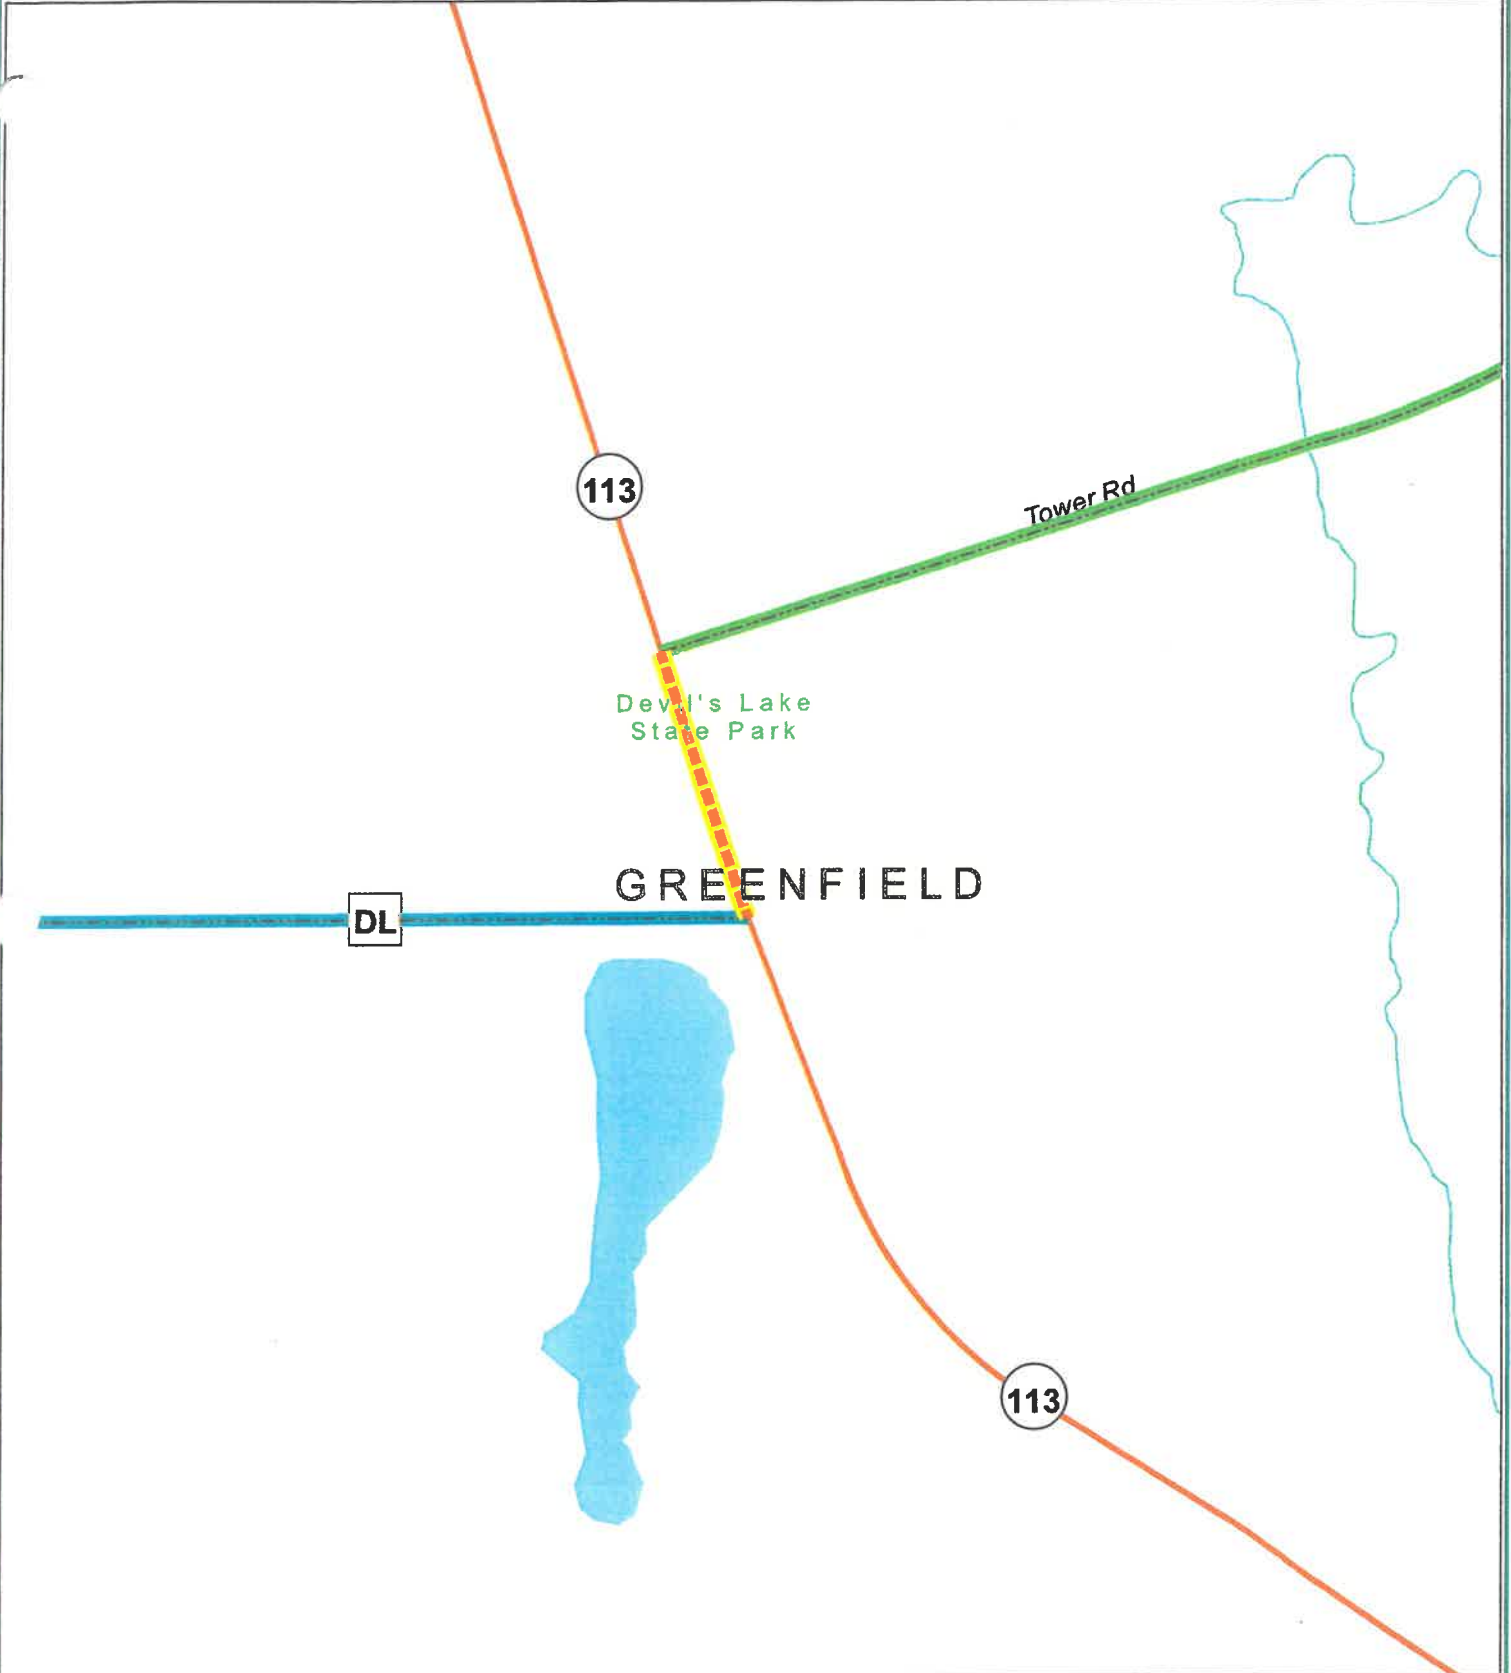 113
Tower Rd
Devil's Lake
State Park
GREENFIELD
DL
113